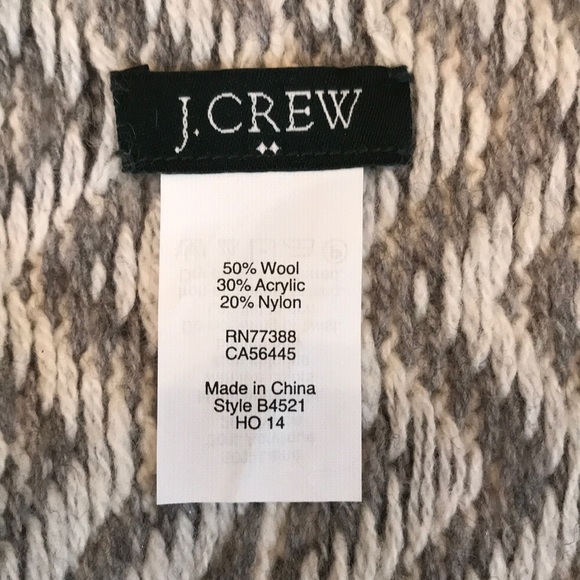 J.CREW
50% Wool
30% Acrylic
20% Nylon
RN77388
CA56445
Made in China
Style B4521
HO 14